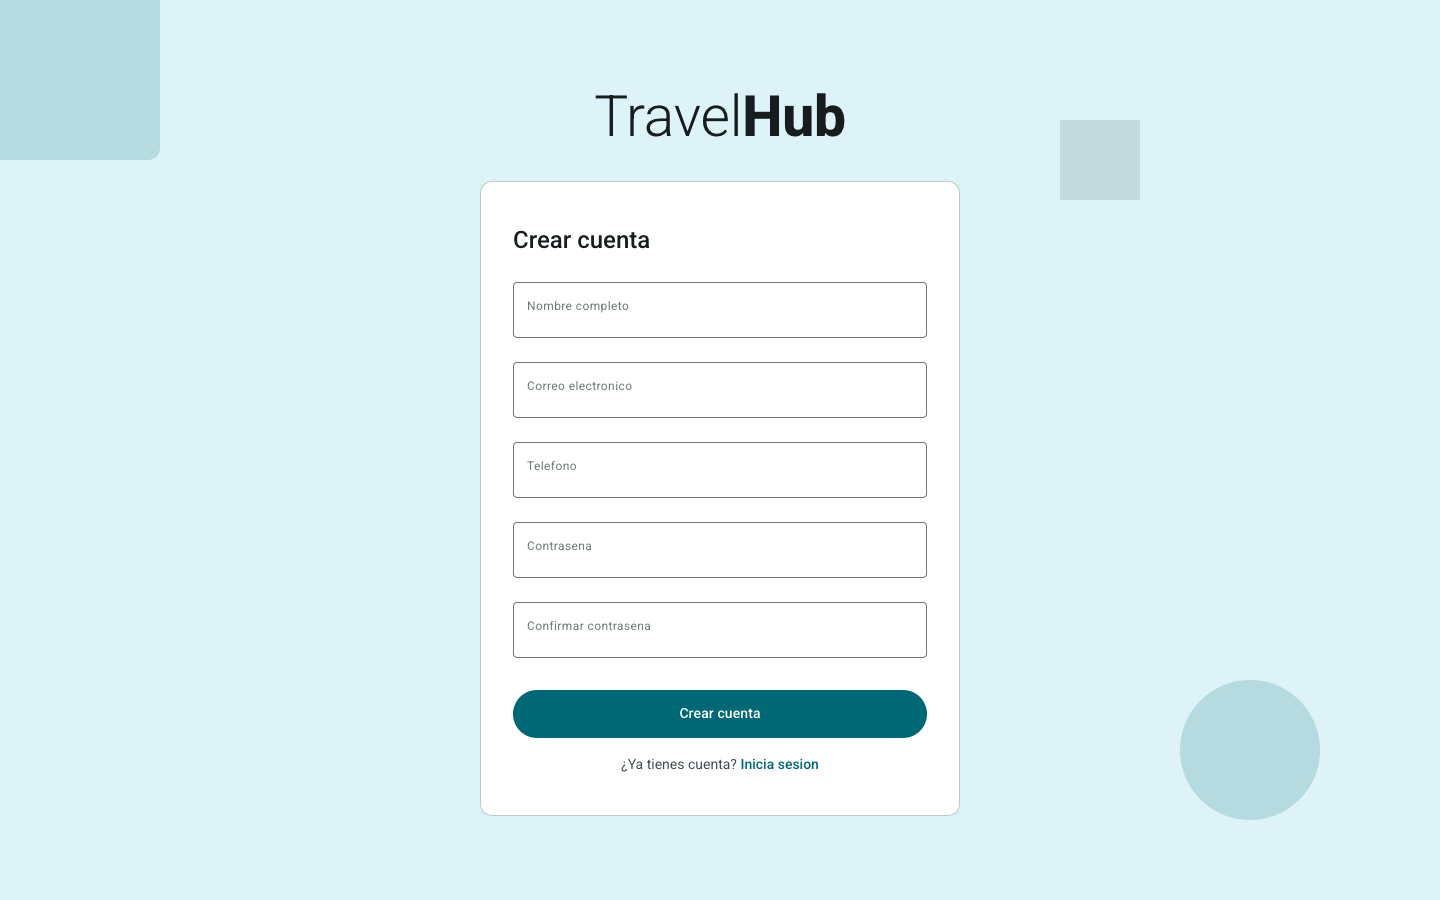 TravelHub
Crear cuenta
Nombre completo
Correo electronico
Telefono
Contrasena
Confirmar contrasena
Crear cuenta
¿Ya tienes cuenta? Inicia sesion